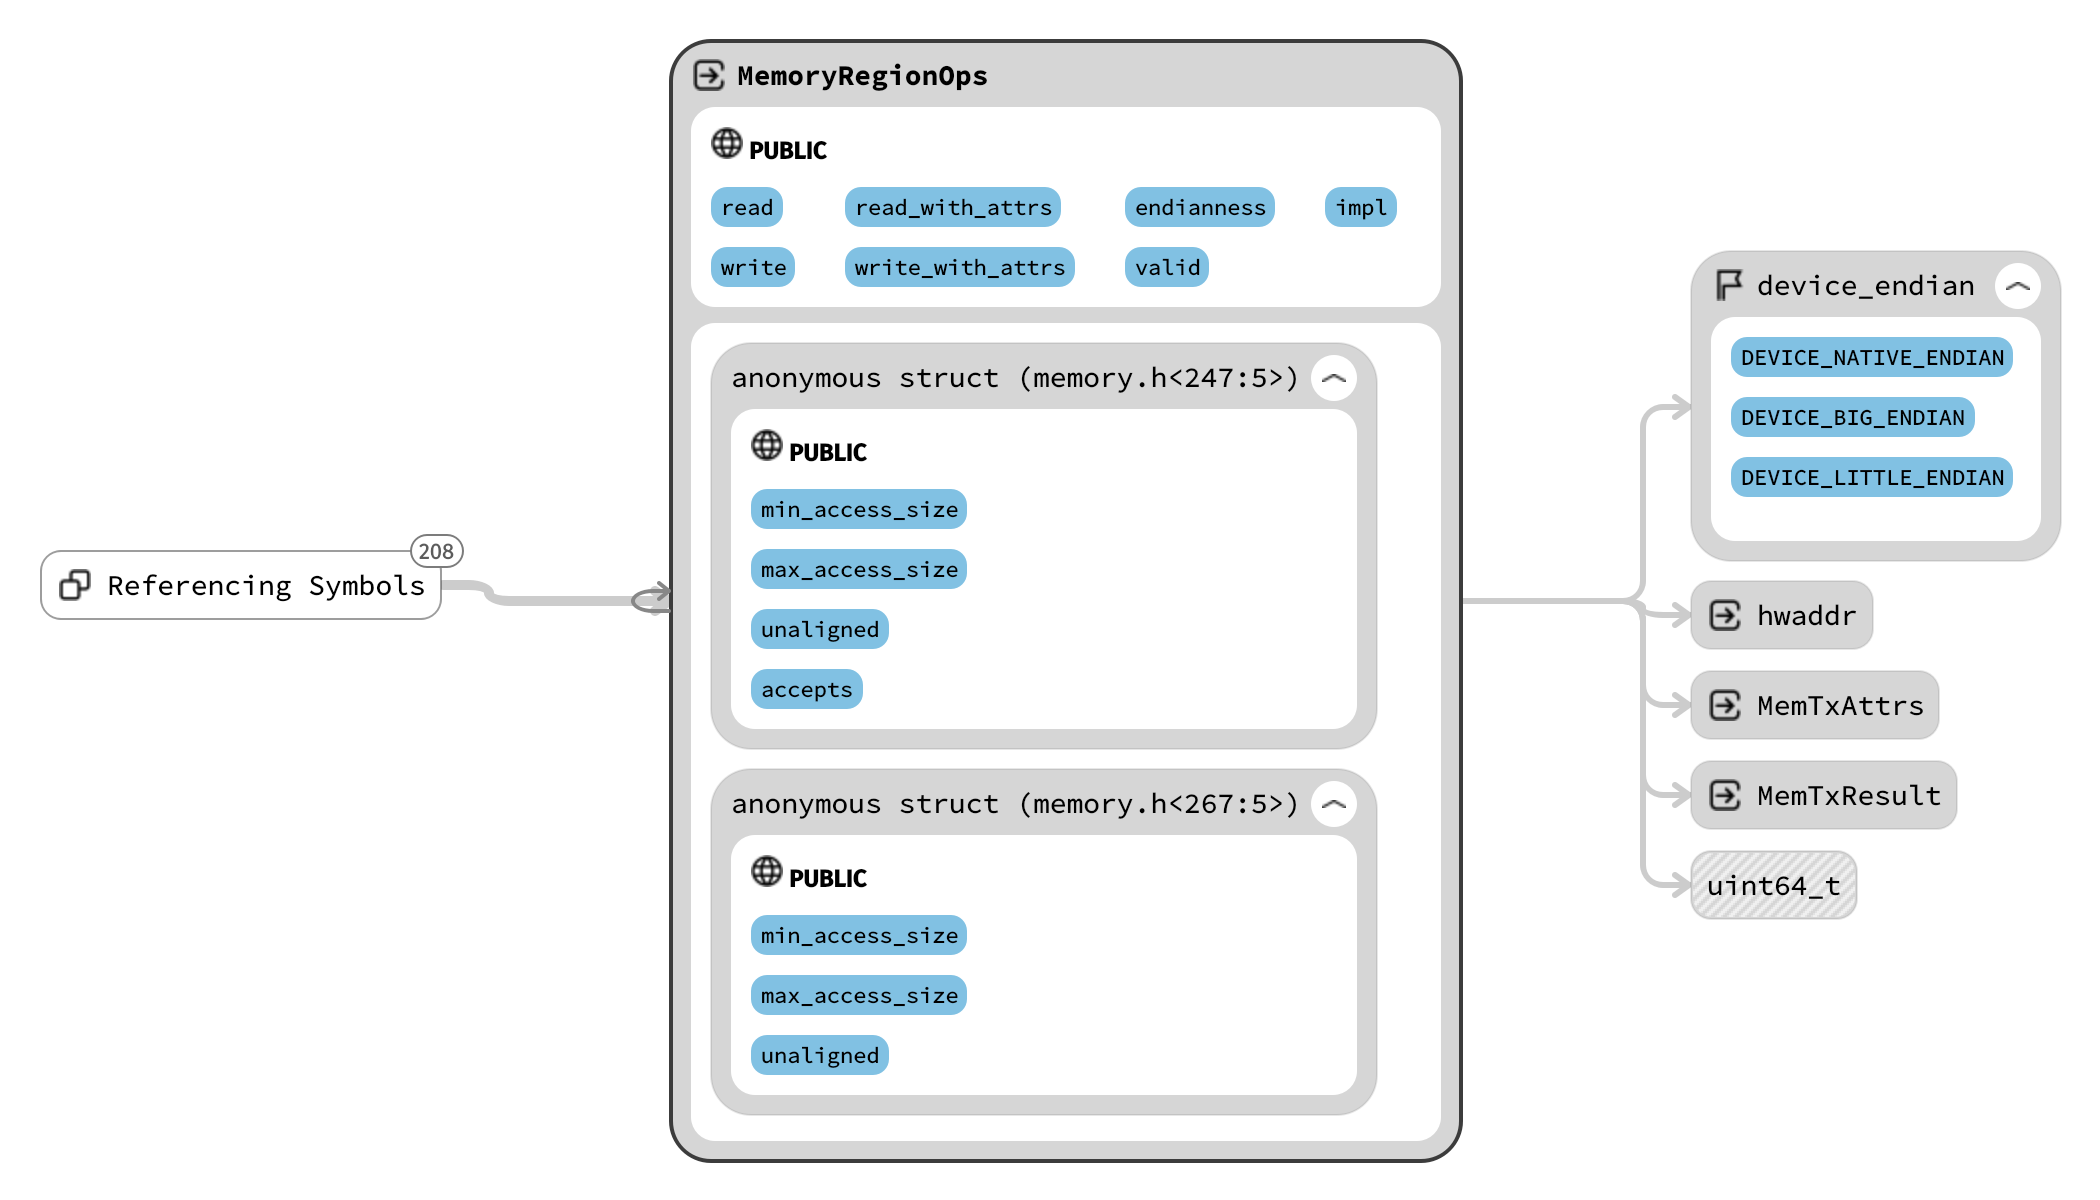 208
Referencing Symbols
MemoryRegionOps
PUBLIC
read read_with_attrs endianness impl
write write_with_attrs valid
anonymous struct (memory.h<247:5>)
PUBLIC
min_access_size
max_access_size
unaligned
accepts
anonymous struct (memory.h<267:5>)
PUBLIC
min_access_size
max_access_size
unaligned
device_endian
DEVICE_NATIVE_ENDIAN
DEVICE_BIG_ENDIAN
DEVICE_LITTLE_ENDIAN
hwaddr
MemTxAttrs
MemTxResult
uint64_t